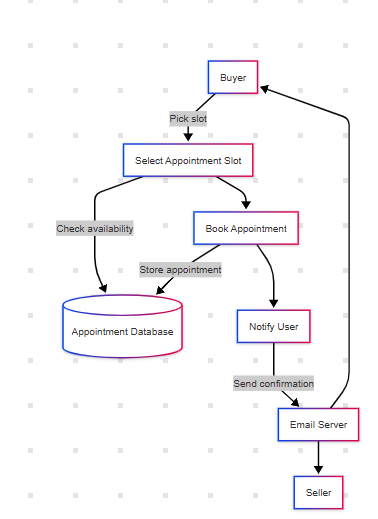 Buyer
Pick slot
Select Appointment Slot
Check availability
Book Appointment
Store appointment
Appointment Database
Notify User
Send confirmation
Email Server
Seller